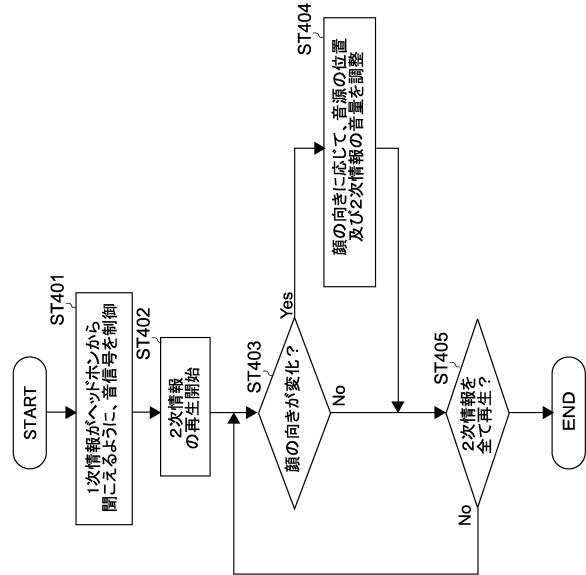 START
ST401
1次情報がヘッドホンから
聞こえるように、音信号を制御
ST402
2次情報
の再生開始
ST403
顔の向きが変化？
Yes
No
ST404
顔の向きに応じて、音源の位置
及び2次情報の音量を調整
ST405
2次情報を
全て再生？
No
END